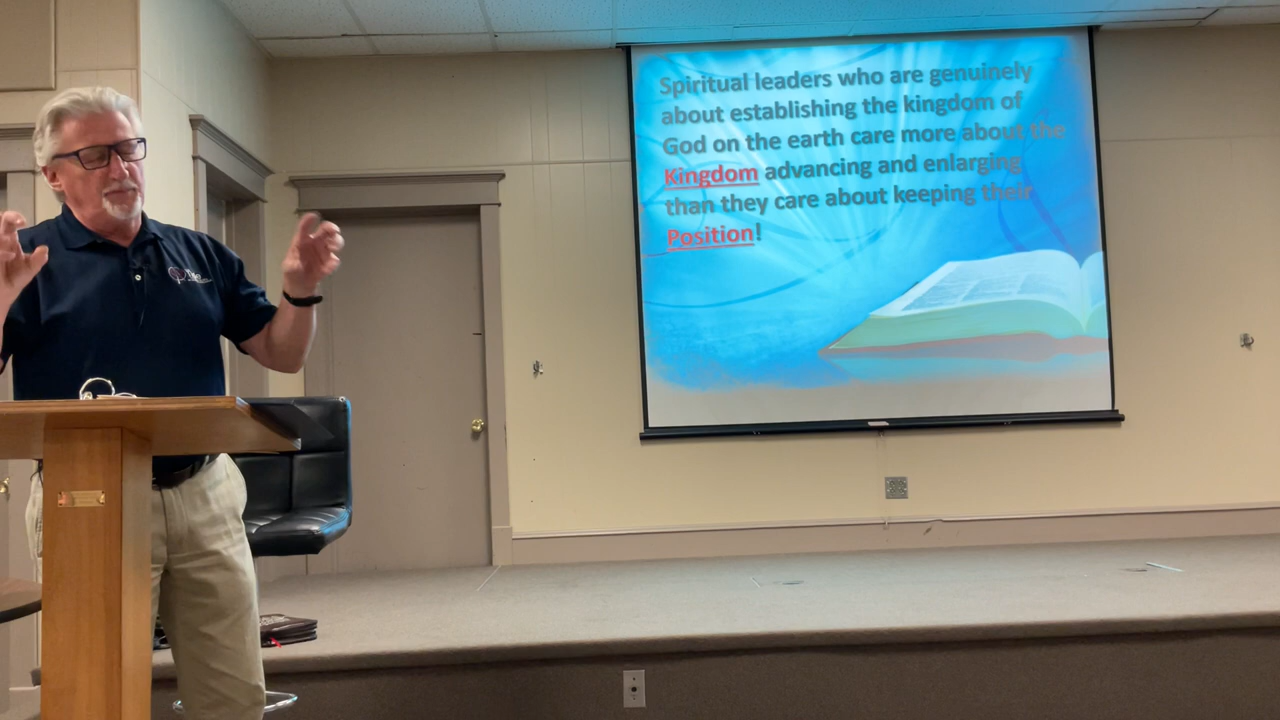 Spiritual leaders who are genuinely
about establishing the kingdom of
God on the earth care more about the
Kingdom advancing and enlarging
than they care about keeping their
Position!